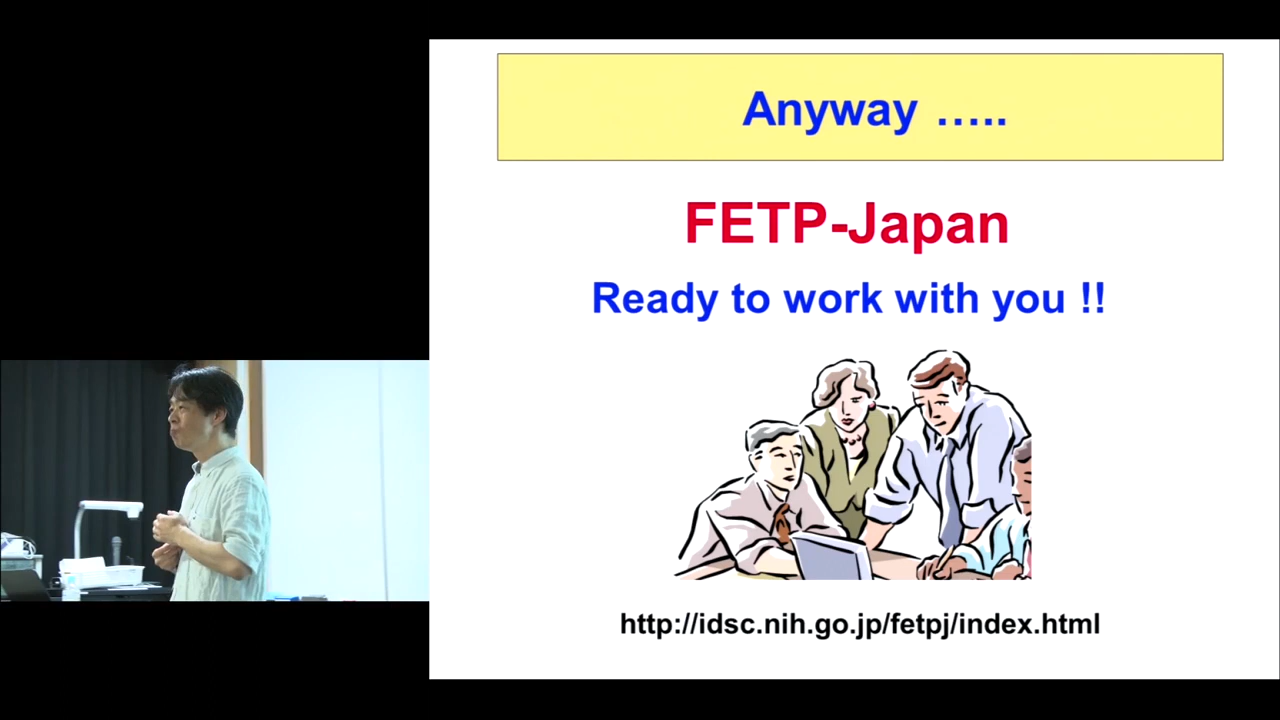 Anyway …..
FETP-Japan
Ready to work with you !!
http://idsc.nih.go.jp/fetpj/index.html